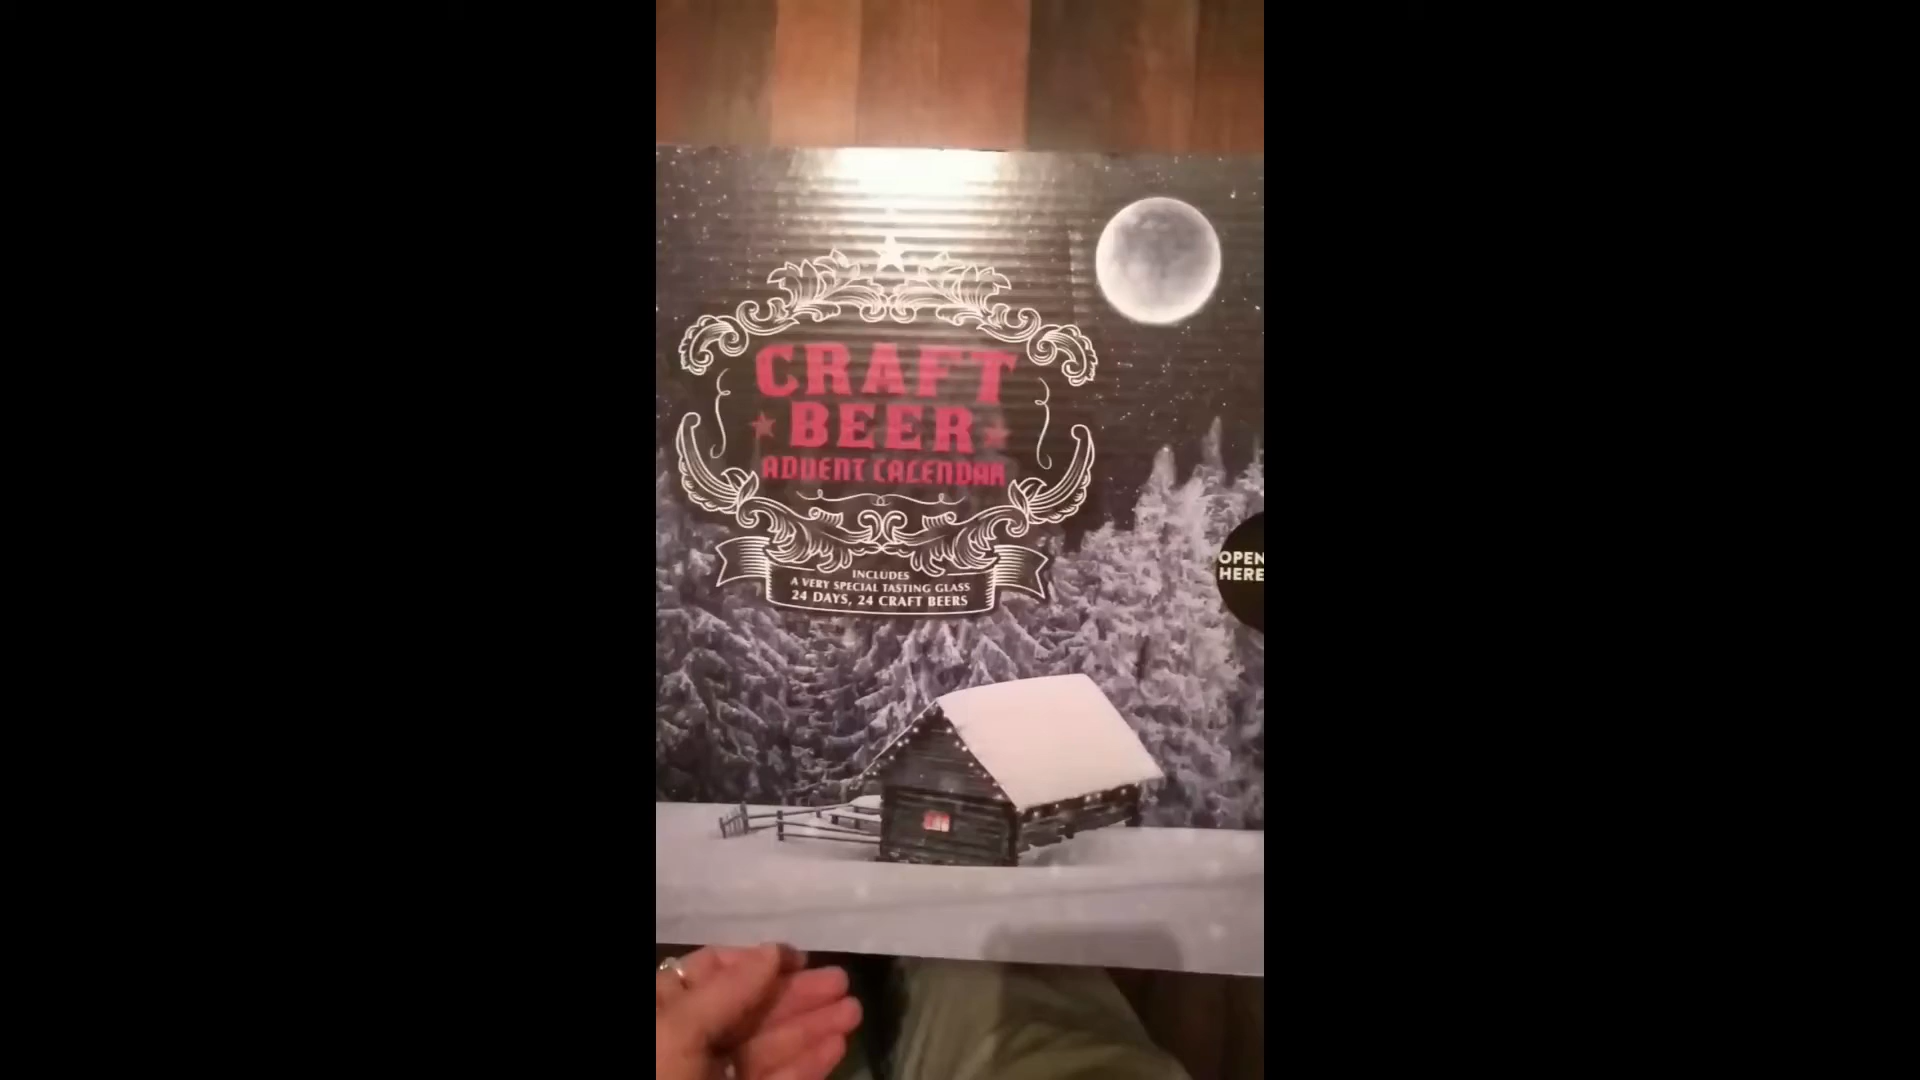 CRAFT
BEER
ADVENT CALENDAR
INCLUDES
A VERY SPECIAL TASTING GLASS
24 DAYS, 24 CRAFT BEERS
OPEN
HERE